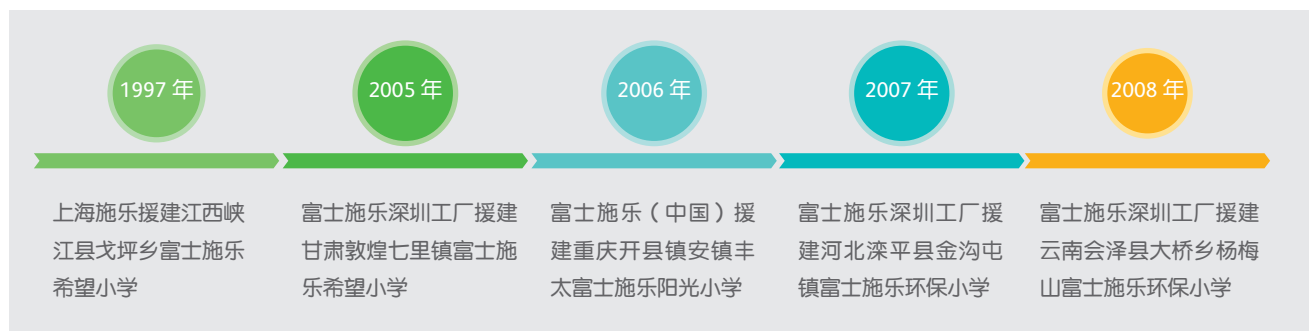 1997 年
2005 年
2006 年
2007 年
2008 年
上海施乐援建江西峡
江县戈坪乡富士施乐
希望小学
富士施乐深圳工厂援建
甘肃敦煌七里镇富士施
乐希望小学
富士施乐（中国）援
建重庆开县镇安镇丰
太富士施乐阳光小学
富士施乐深圳工厂援
建河北滦平县金沟屯
镇富士施乐环保小学
富士施乐深圳工厂援建
云南会泽县大桥乡杨梅
山富士施乐环保小学